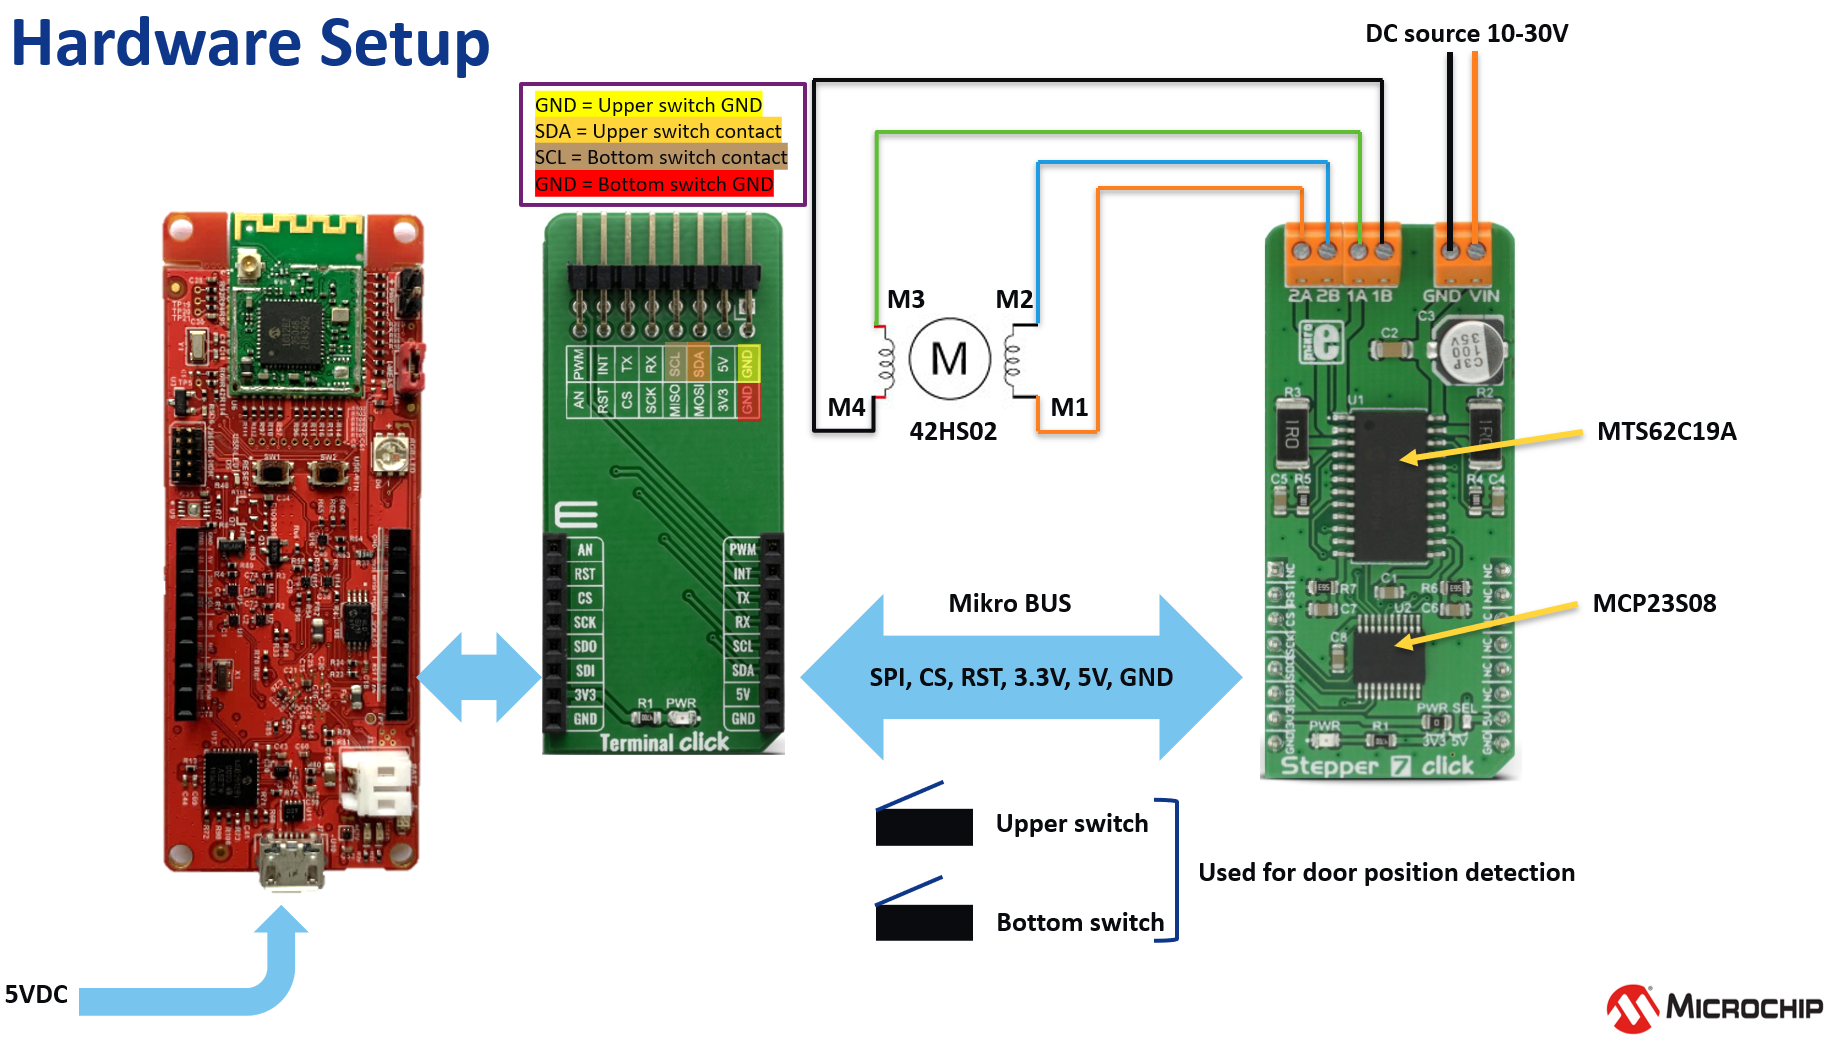 Hardware Setup
DC source 10-30V
GND = Upper switch GND
SDA = Upper switch contact
SCL = Bottom switch contact
GND = Bottom switch GND
2A 2B 1A 1B GND VIN
M3 M2
M
M4 M1
42HS02
PWM INT TX RX SCL SDA 5V GND
AN RST CS SCK MISO MOSI 3V3 GND
SW1 SW2
mikro e
C2 C3
R3 U1 R2
1R0 1R0
C5 R5 R4 C4
MTS62C19A
AN PWM
RST INT
CS TX
SCK RX
SDO SCL
SDI SDA
3V3 5V
GND GND
R1 PWR
Terminal click
Mikro BUS
SPI, CS, RST, 3.3V, 5V, GND
R7 C1 R6
C7 U2 C6
C8
MCP23S08
PWR SEL
PWR R1 3V3 5V
Stepper 7 click
Upper switch
Used for door position detection
Bottom switch
5VDC
MICROCHIP